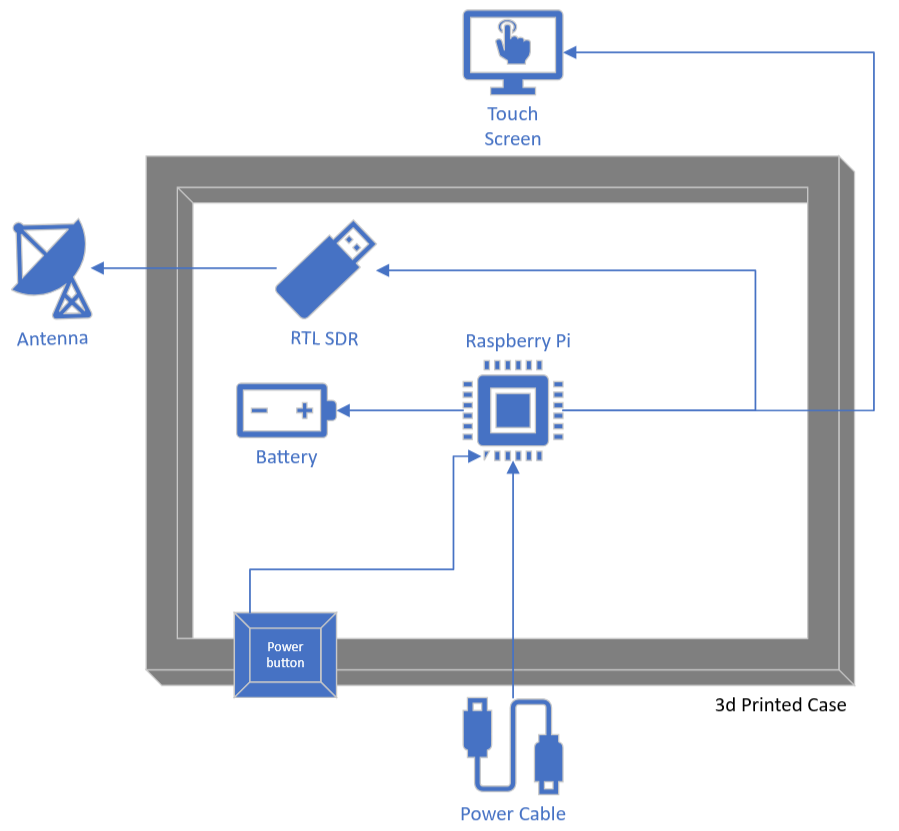 Touch
Screen
Antenna
RTL SDR
Raspberry Pi
Battery
Power
button
3d Printed Case
Power Cable